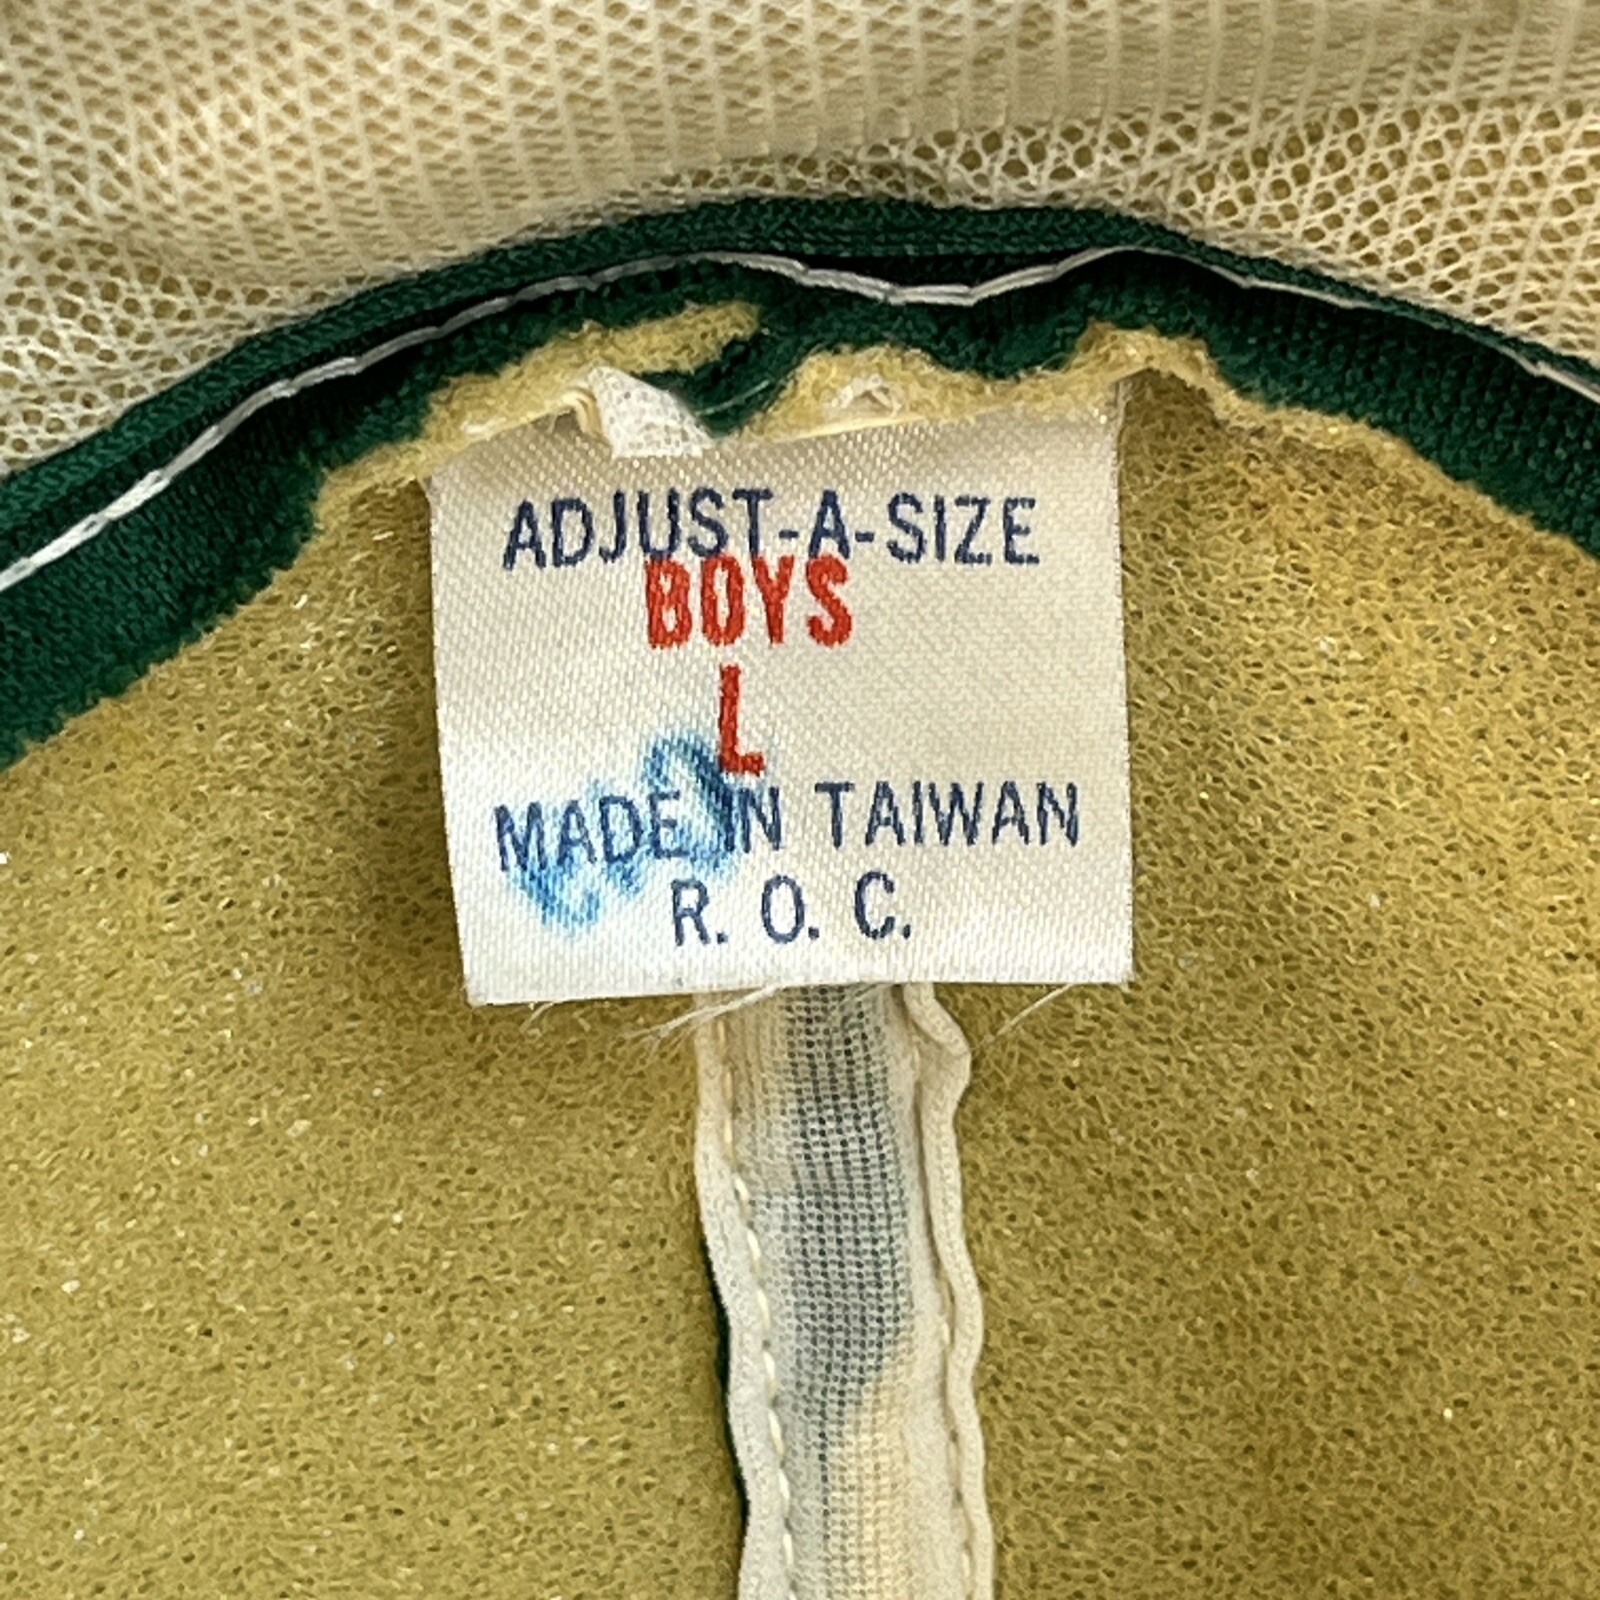 ADJUST-A-SIZE
BOYS
L
MADE IN TAIWAN
R. O. C.